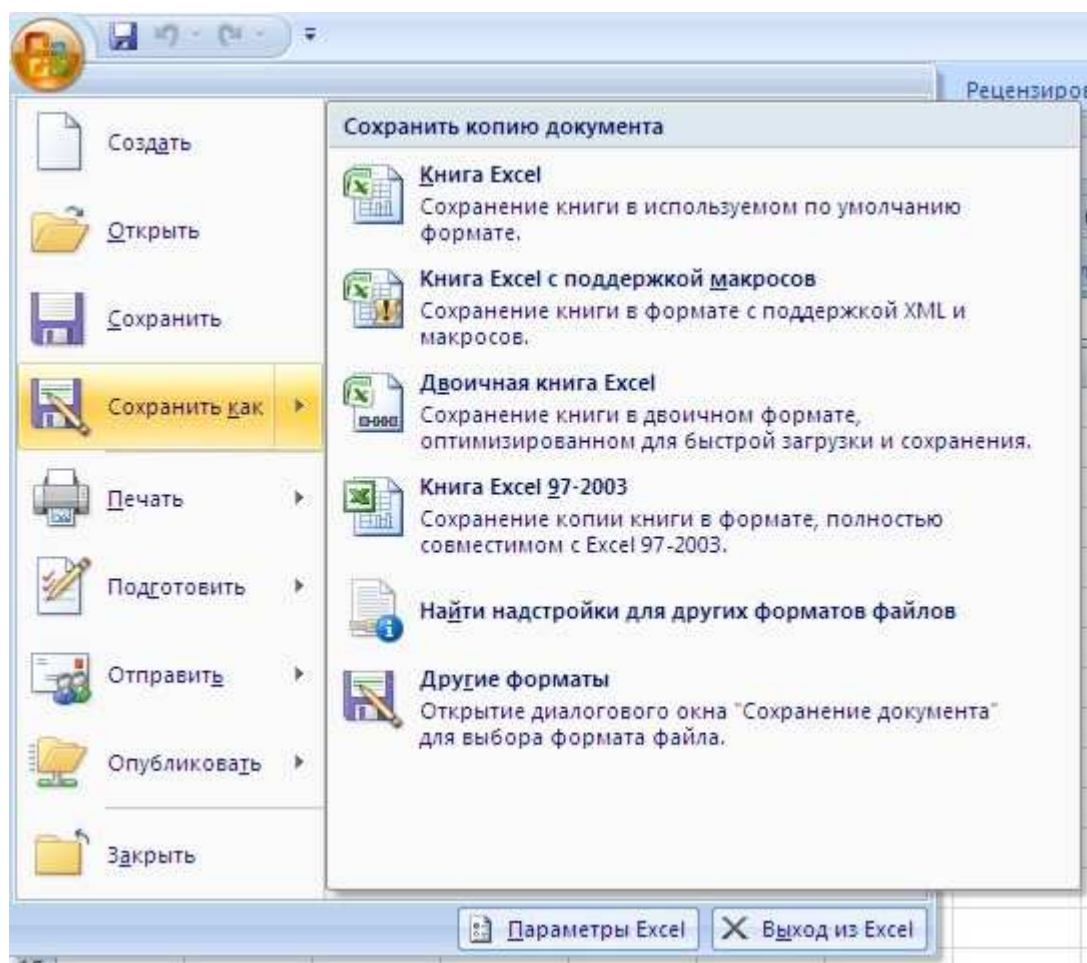 Рецензиров
Создать
Открыть
Сохранить
Сохранить как
Печать
Подготовить
Отправить
Опубликовать
Закрыть
Сохранить копию документа
Книга Excel
Сохранение книги в используемом по умолчанию
формате.
Книга Excel с поддержкой макросов
Сохранение книги в формате с поддержкой XML и
макросов.
Двоичная книга Excel
Сохранение книги в двоичном формате,
оптимизированном для быстрой загрузки и сохранения.
Книга Excel 97-2003
Сохранение копии книги в формате, полностью
совместимом с Excel 97-2003.
Найти надстройки для других форматов файлов
Другие форматы
Открытие диалогового окна "Сохранение документа"
для выбора формата файла.
Параметры Excel
Выход из Excel